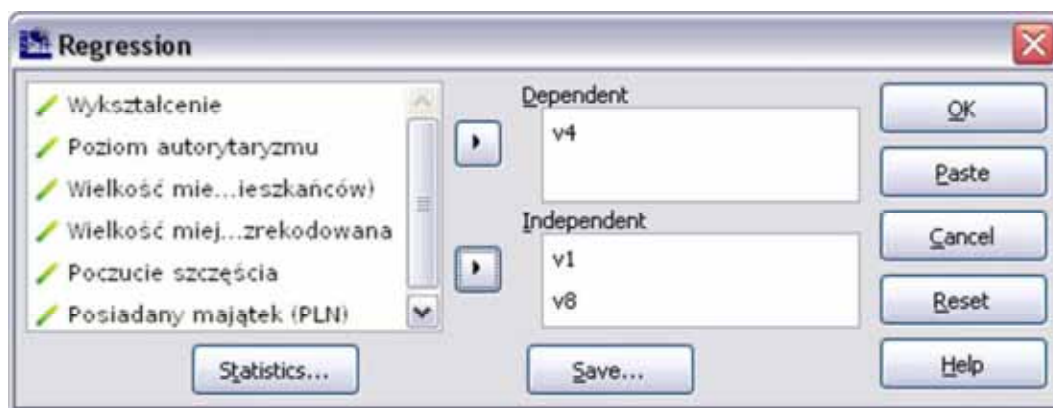 Regression
Wykształcenie
Poziom autorytaryzmu
Wielkość mie...ieszkańców)
Wielkość miej...zrekodowana
Poczucie szczęścia
Posiadany majątek (PLN)
Statistics...
Dependent
v4
Independent
v1
v8
Save...
OK
Paste
Cancel
Reset
Help